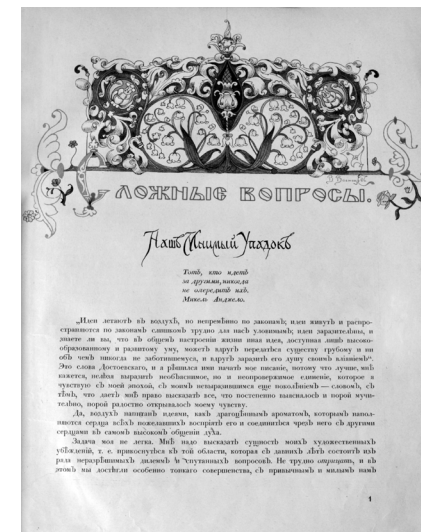 СЛОЖНЫЕ ВОПРОСЫ.
Нашъ Мнимый Упадокъ
Тотъ, кто идетъ
за другими, никогда
не опередитъ ихъ.
Микель Анджело.
„Идеи летаютъ въ воздухѣ, но непремѣнно по законамъ; идеи живутъ и распро-
страняются по законамъ слишкомъ трудно для насъ уловимымъ; идеи заразительны, и
знаете ли вы, что въ общемъ настроеніи жизни иная идея, доступная лишь высоко-
образованному и развитому уму, можетъ вдругъ передаться существу грубому и ни
объ чемъ никогда не заботившемуся, и вдругъ заразить его душу своимъ вліяніемъ“.
Это слова Достоевскаго, и я рѣшился ими начать мое писаніе, потому что лучше, мнѣ
кажется, нельзя выразить необъяснимое, но и неопровержимое единеніе, которое я
чувствую съ моей эпохой, съ моимъ невыразившимся еще поколѣніемъ — словомъ, съ
тѣмъ, что даетъ мнѣ право высказать все, что постепенно выяснялось и порой мучи-
тельно, порой радостно открывалось моему чувству.
Да, воздухъ напитанъ идеями, какъ драгоцѣннымъ ароматомъ, которымъ напол-
няются сердца всѣхъ пожелавшихъ воспріять его и соединяться чрезъ него съ другими
сердцами въ самомъ высокомъ общеніи духа.
Задача моя не легка. Мнѣ надо высказать сущность моихъ художественныхъ
убѣжденій, т. е. прикоснуться къ той области, которая съ давнихъ лѣтъ состоитъ изъ
ряда неразрѣшимыхъ дилеммъ и спутанныхъ вопросовъ. Не трудно отрицать, и въ
этомъ мы достигли особенно тонкаго совершенства, съ привычнымъ и милымъ намъ
1